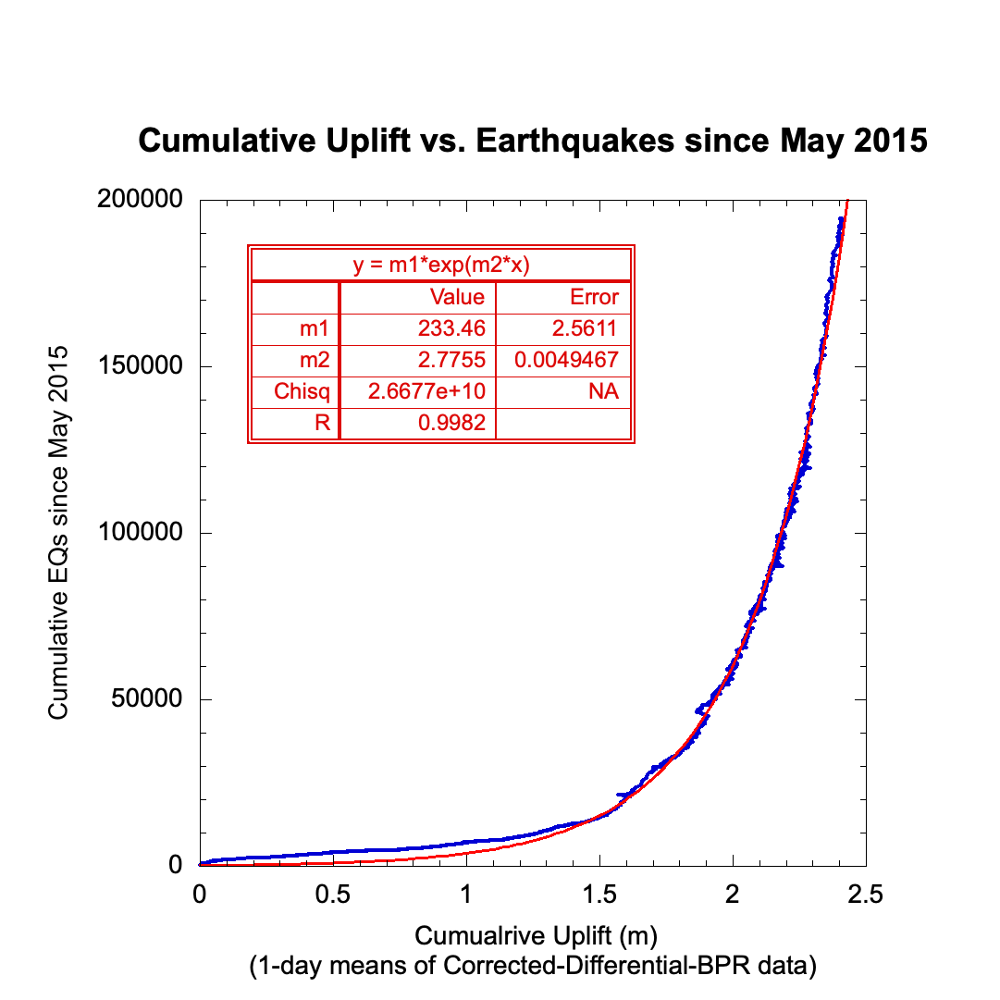 Cumulative Uplift vs. Earthquakes since May 2015
200000
150000
100000
50000
0
Cumulative EQs since May 2015
y = m1*exp(m2*x)
Value Error
m1 233.46 2.5611
m2 2.7755 0.0049467
Chisq 2.6677e+10 NA
R 0.9982
0 0.5 1 1.5 2 2.5
Cumualrive Uplift (m)
(1-day means of Corrected-Differential-BPR data)